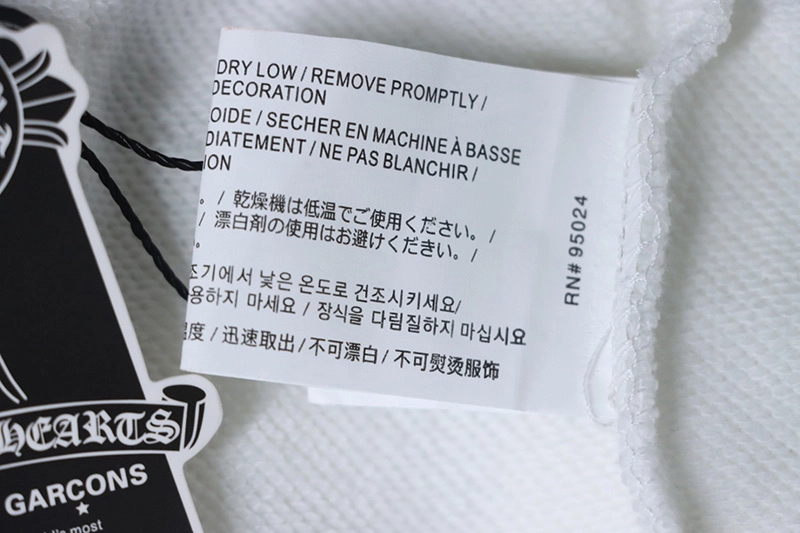 DRY LOW / REMOVE PROMPTLY /
DECORATION
OIDE / SECHER EN MACHINE À BASSE
DIATEMENT / NE PAS BLANCHIR /
ION
。/ 乾燥機は低温でご使用ください。/
/ 漂白剤の使用はお避けくださぃ。/
조기에서 낮은 온도로 건조시키세요/
용하지 마세요 / 장식을 다림질하지 마십시요
温度 / 迅速取出 / 不可漂白 / 不可熨烫服饰
RN# 95024
HEARTS
GARCONS
most